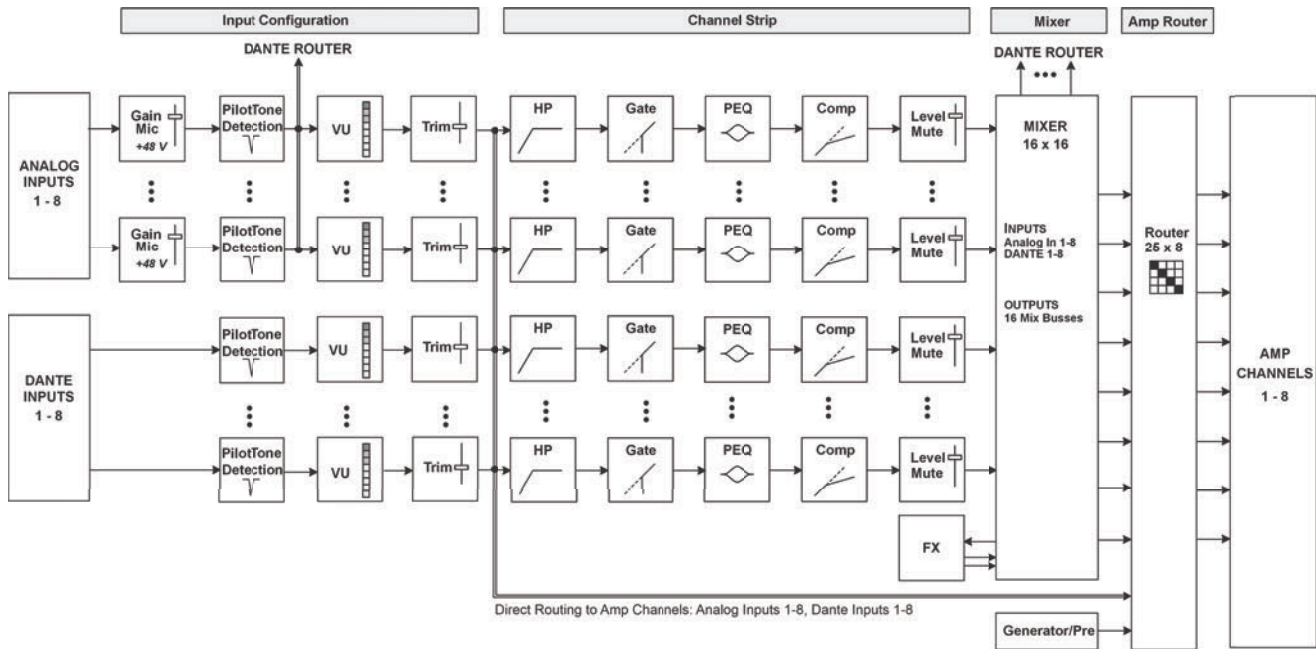 Input Configuration
Channel Strip
Mixer
Amp Router
DANTE ROUTER
DANTE ROUTER
ANALOG
INPUTS
1 - 8
Gain
Mic
+48 V
PilotTone
Detection
VU
Trim
HP
Gate
PEQ
Comp
Level
Mute
MIXER
16 x 16
Gain
Mic
+48 V
PilotTone
Detection
VU
Trim
HP
Gate
PEQ
Comp
Level
Mute
INPUTS
Analog In 1-8
DANTE 1-8
OUTPUTS
16 Mix Busses
Router
25 x 8
DANTE
INPUTS
1 - 8
PilotTone
Detection
VU
Trim
HP
Gate
PEQ
Comp
Level
Mute
AMP
CHANNELS
1 - 8
PilotTone
Detection
VU
Trim
HP
Gate
PEQ
Comp
Level
Mute
FX
Direct Routing to Amp Channels: Analog Inputs 1-8, Dante Inputs 1-8
Generator/Pre